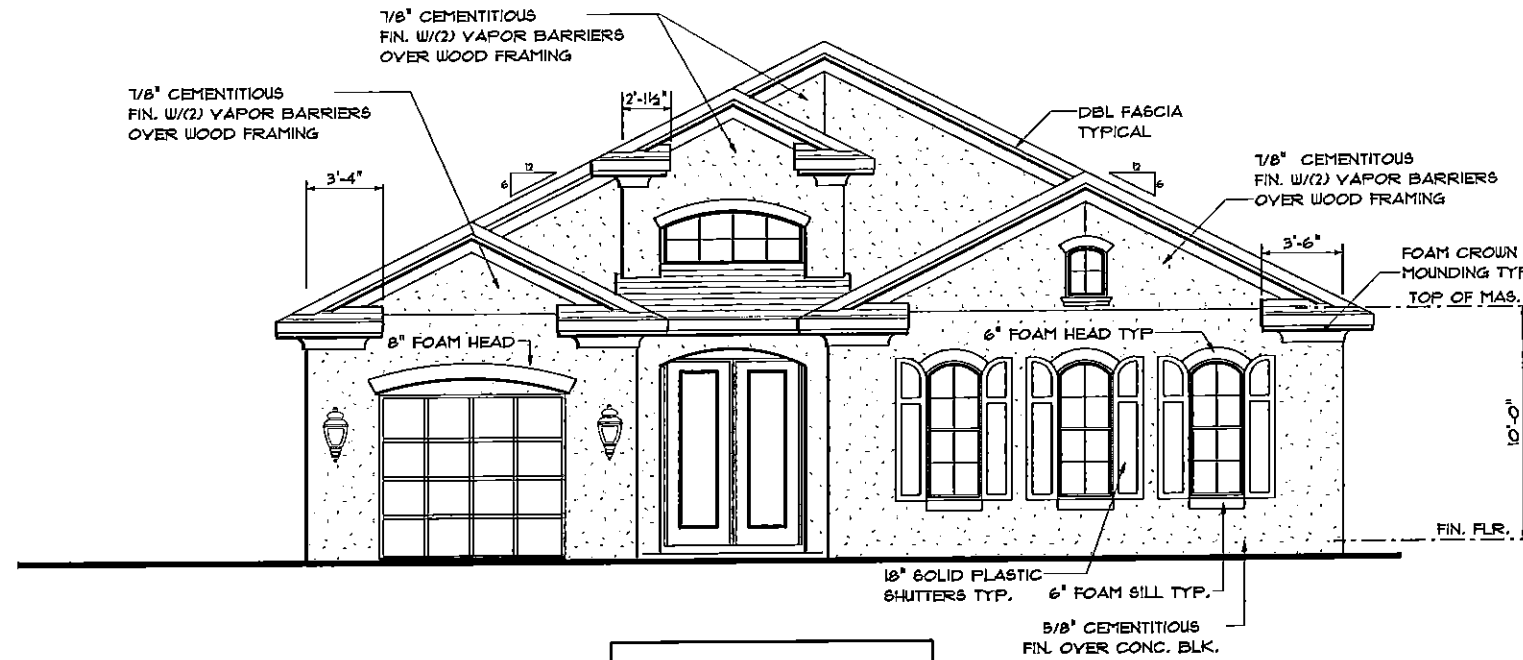 7/8" CEMENTITIOUS
FIN. W/(2) VAPOR BARRIERS
OVER WOOD FRAMING
7/8" CEMENTITIOUS
FIN. W/(2) VAPOR BARRIERS
OVER WOOD FRAMING
2'-1½"
DBL FASCIA
TYPICAL
7/8" CEMENTITOUS
FIN. W/(2) VAPOR BARRIERS
OVER WOOD FRAMING
12
6
12
6
3'-4"
3'-6"
FOAM CROWN
MOUNDING TYP
TOP OF MAS.
8" FOAM HEAD
6" FOAM HEAD TYP
10'-0"
FIN. FLR.
18" SOLID PLASTIC
SHUTTERS TYP.
6" FOAM SILL TYP.
5/8" CEMENTITIOUS
FIN. OVER CONC. BLK.